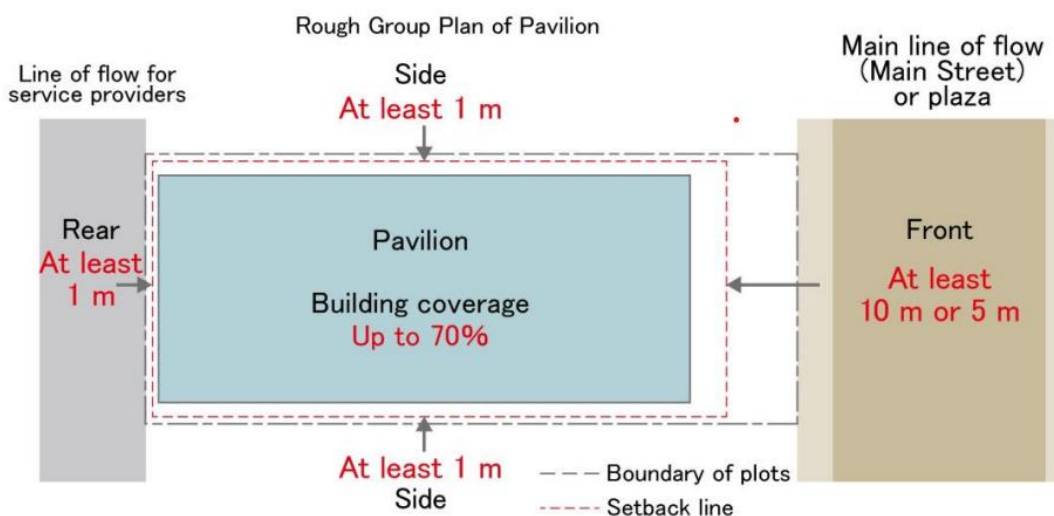 Rough Group Plan of Pavilion
Line of flow for
service providers
Side
At least 1 m
Main line of flow
(Main Street)
or plaza
Rear
At least
1 m
Pavilion
Building coverage
Up to 70%
Front
At least
10 m or 5 m
At least 1 m
Side
Boundary of plots
Setback line